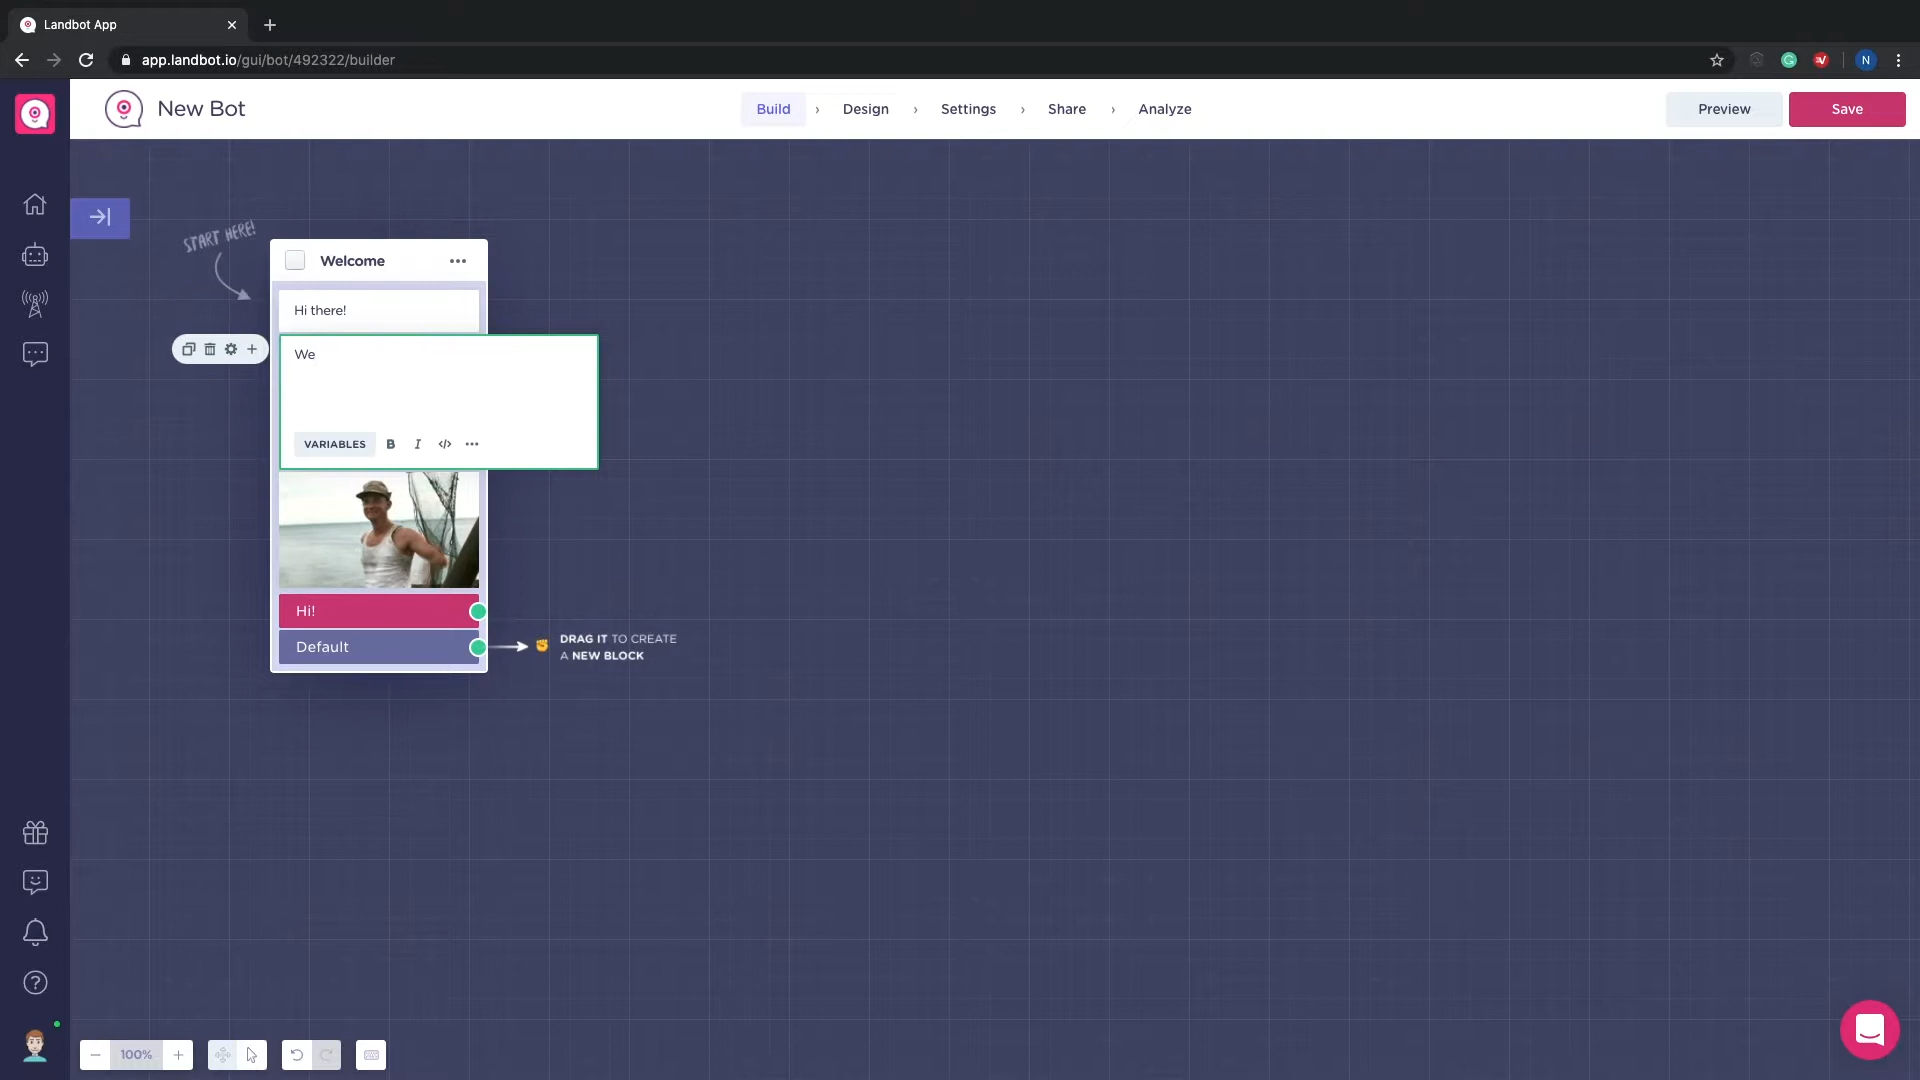 Landbot App
app.landbot.io/gui/bot/492322/builder
N
New Bot
Build
Design
Settings
Share
Analyze
Preview
Save
START HERE!
Welcome
Hi there!
We
VARIABLES
B
I
</>
Hi!
Default
DRAG IT TO CREATE
A NEW BLOCK
100%